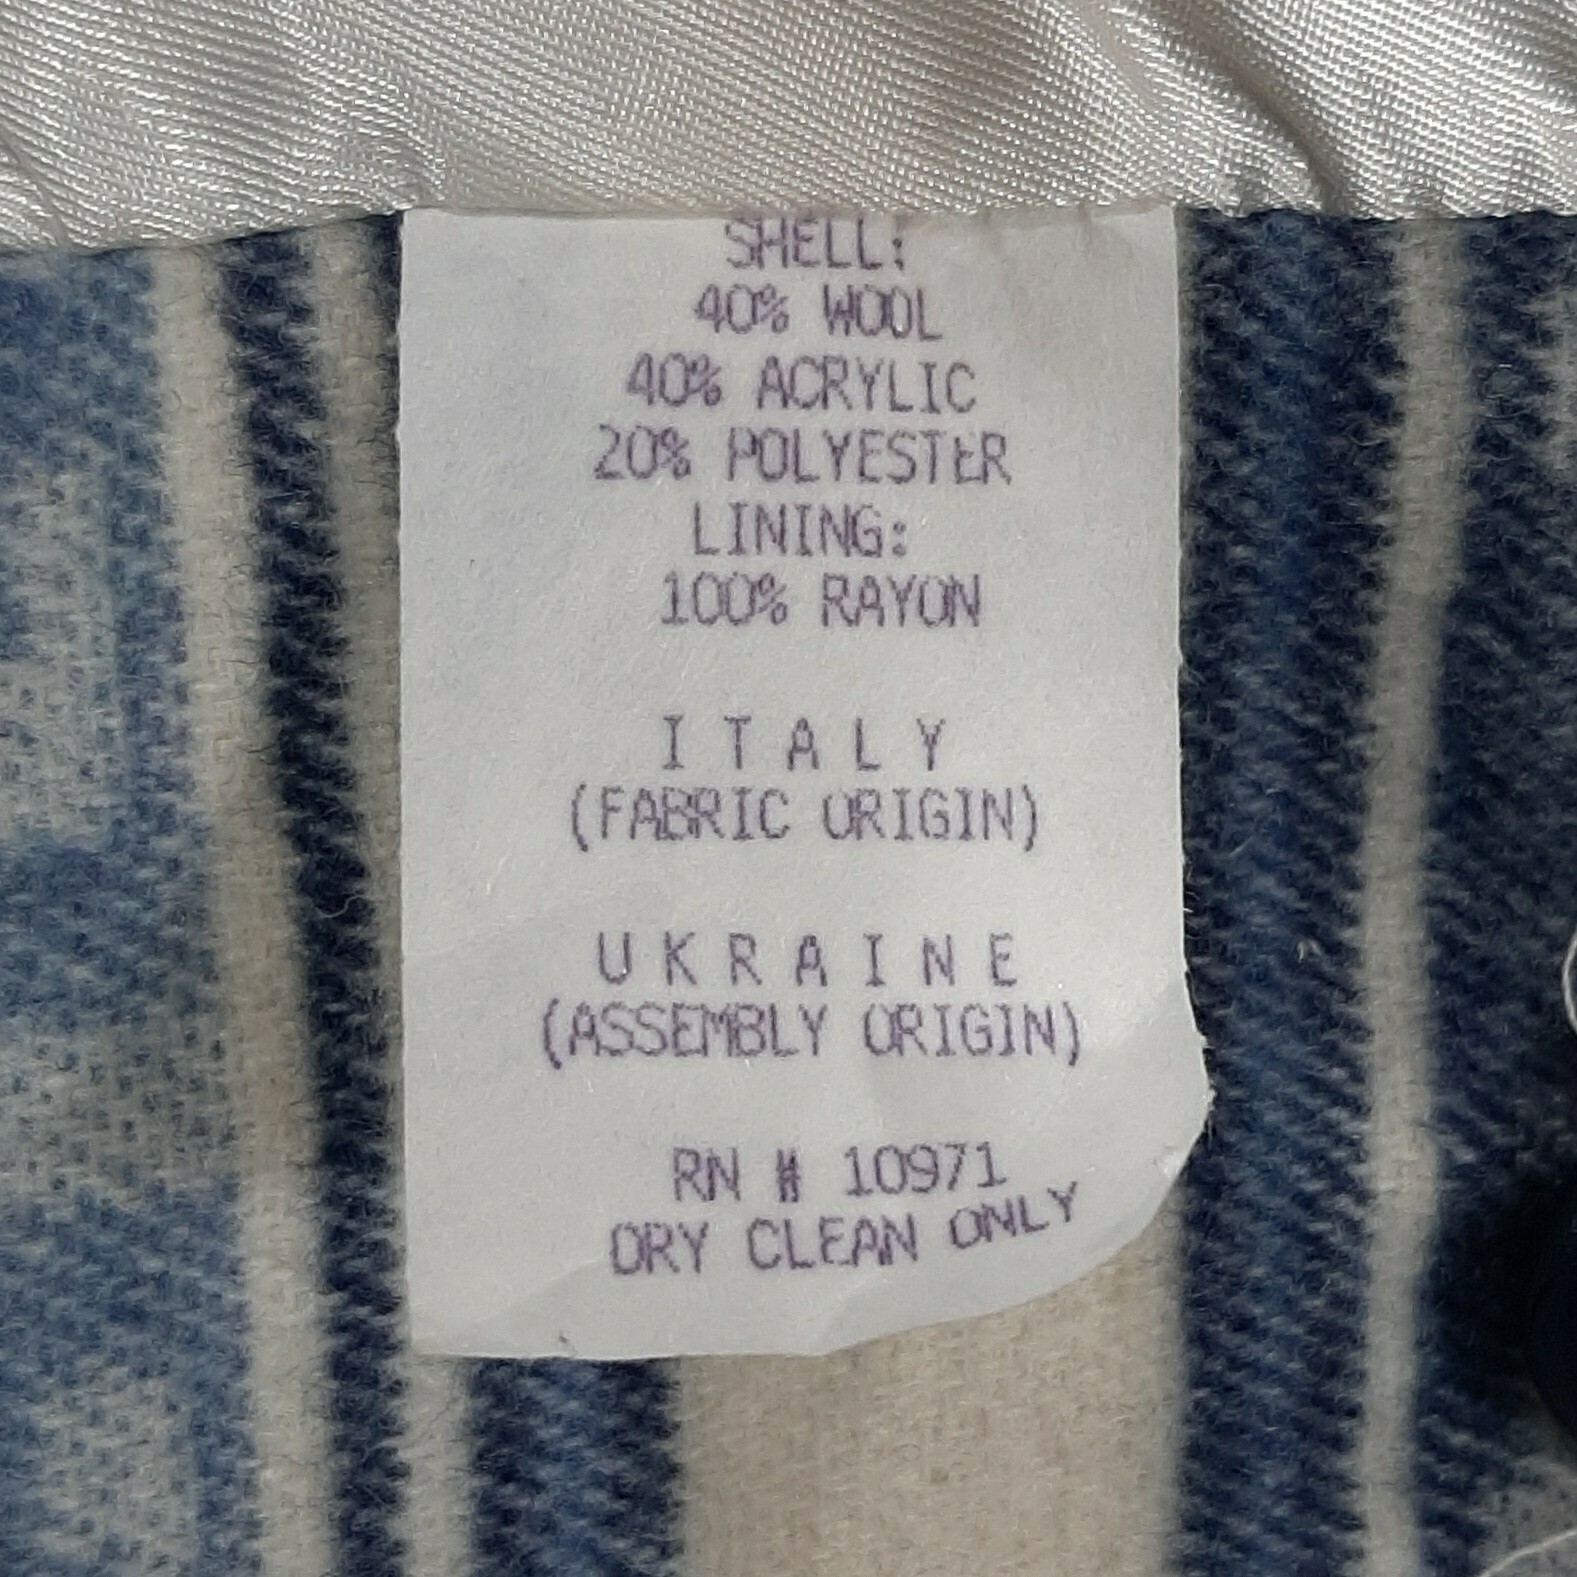 SHELL:
40% WOOL
40% ACRYLIC
20% POLYESTER
LINING:
100% RAYON
I T A L Y
(FABRIC ORIGIN)
U K R A I N E
(ASSEMBLY ORIGIN)
RN # 10971
DRY CLEAN ONLY